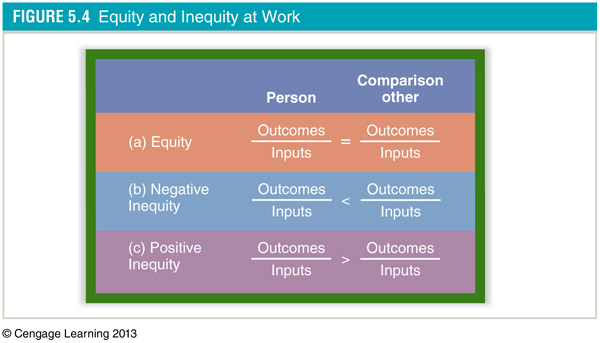 FIGURE 5.4 Equity and Inequity at Work
Person
Comparison
other
(a) Equity
Outcomes
Inputs
=
Outcomes
Inputs
(b) Negative
Inequity
Outcomes
Inputs
<
Outcomes
Inputs
(c) Positive
Inequity
Outcomes
Inputs
>
Outcomes
Inputs
© Cengage Learning 2013